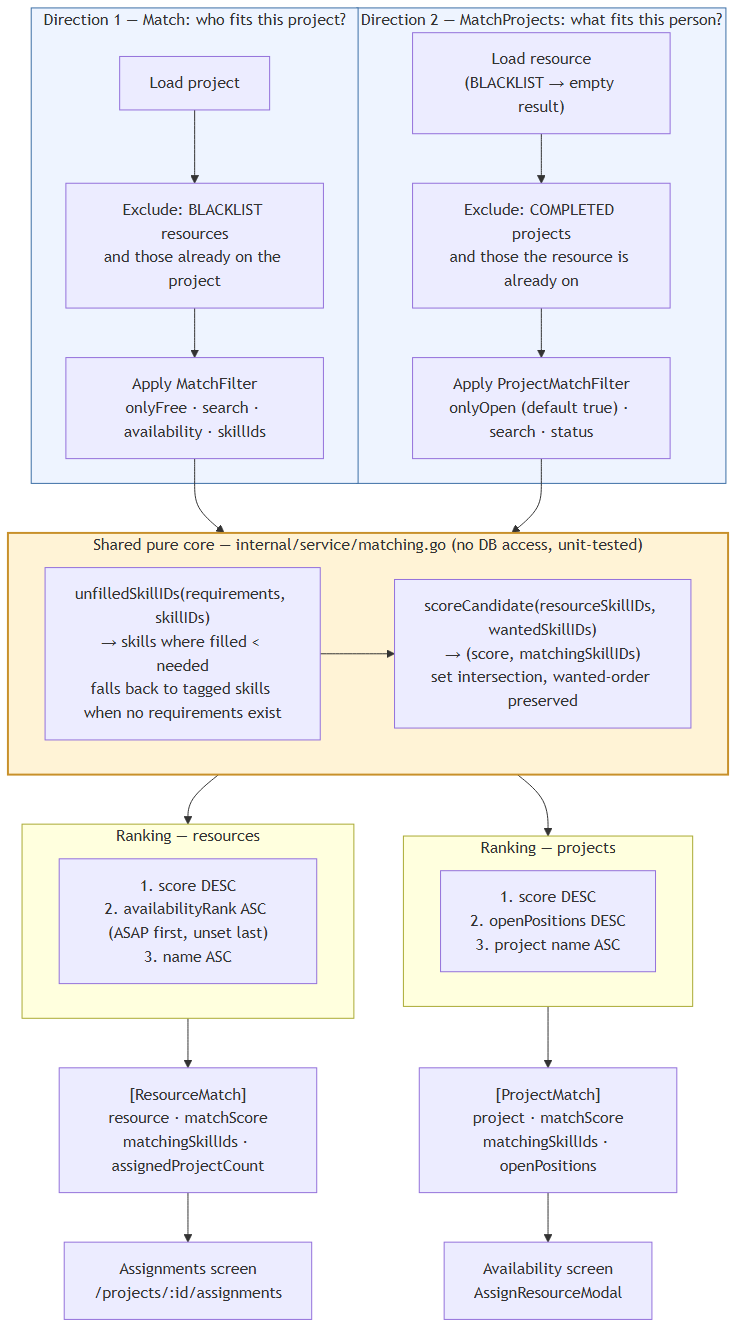 Direction 1 — Match: who fits this project?
Load project
Exclude: BLACKLIST
resources
and those already on the
project
Apply MatchFilter
onlyFree · search ·
availability · skillIds
Direction 2 — MatchProjects: what fits this person?
Load resource
(BLACKLIST → empty
result)
Exclude: COMPLETED
projects
and those the resource is
already on
Apply ProjectMatchFilter
onlyOpen (default true) ·
search · status
Shared pure core — internal/service/matching.go (no DB access, unit-tested)
unfilledSkillIDs(requirements,
skillIDs)
→ skills where filled <
needed
falls back to tagged skills
when no requirements exist
scoreCandidate(resourceSkillIDs,
wantedSkillIDs)
→ (score, matchingSkillIDs)
set intersection, wanted-order
preserved
Ranking — resources
1. score DESC
2. availabilityRank ASC
(ASAP first, unset last)
3. name ASC
Ranking — projects
1. score DESC
2. openPositions DESC
3. project name ASC
[ResourceMatch]
resource · matchScore
matchingSkillIds ·
assignedProjectCount
[ProjectMatch]
project · matchScore
matchingSkillIds ·
openPositions
Assignments screen
/projects/:id/assignments
Availability screen
AssignResourceModal